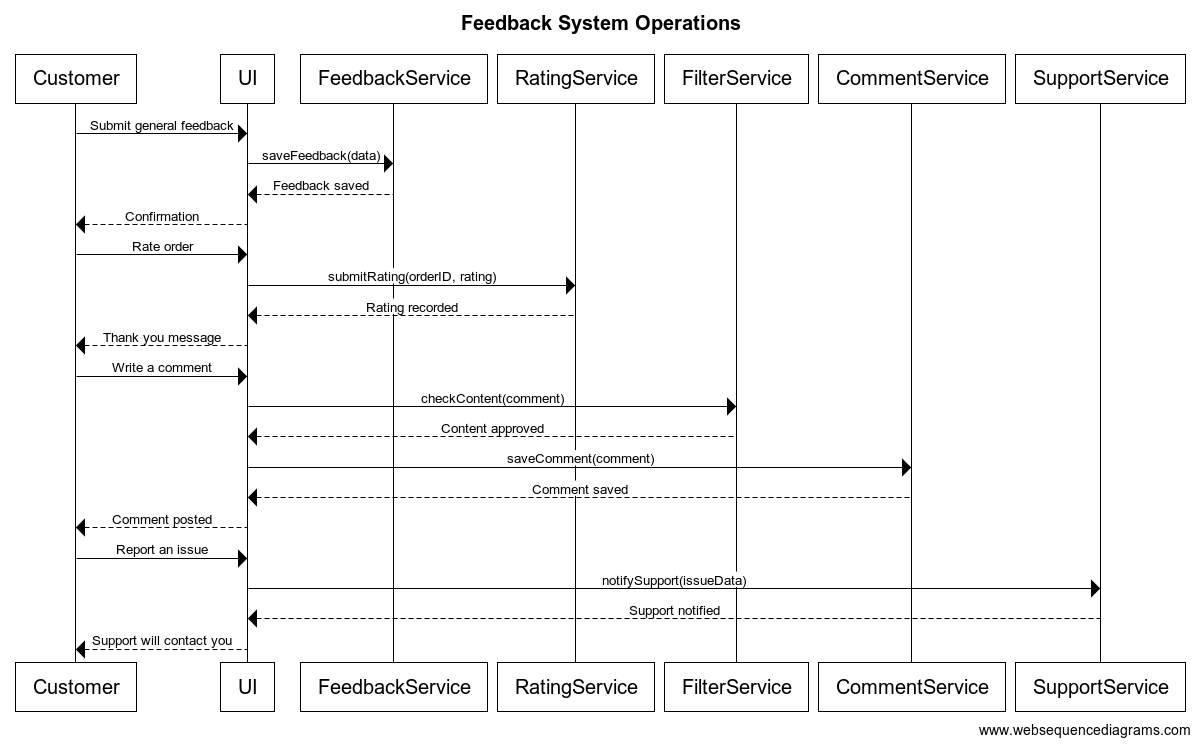 Feedback System Operations
Customer UI FeedbackService RatingService FilterService CommentService SupportService
Submit general feedback
saveFeedback(data)
Feedback saved
Confirmation
Rate order
submitRating(orderID, rating)
Rating recorded
Thank you message
Write a comment
checkContent(comment)
Content approved
saveComment(comment)
Comment saved
Comment posted
Report an issue
notifySupport(issueData)
Support notified
Support will contact you
Customer UI FeedbackService RatingService FilterService CommentService SupportService
www.websequencediagrams.com